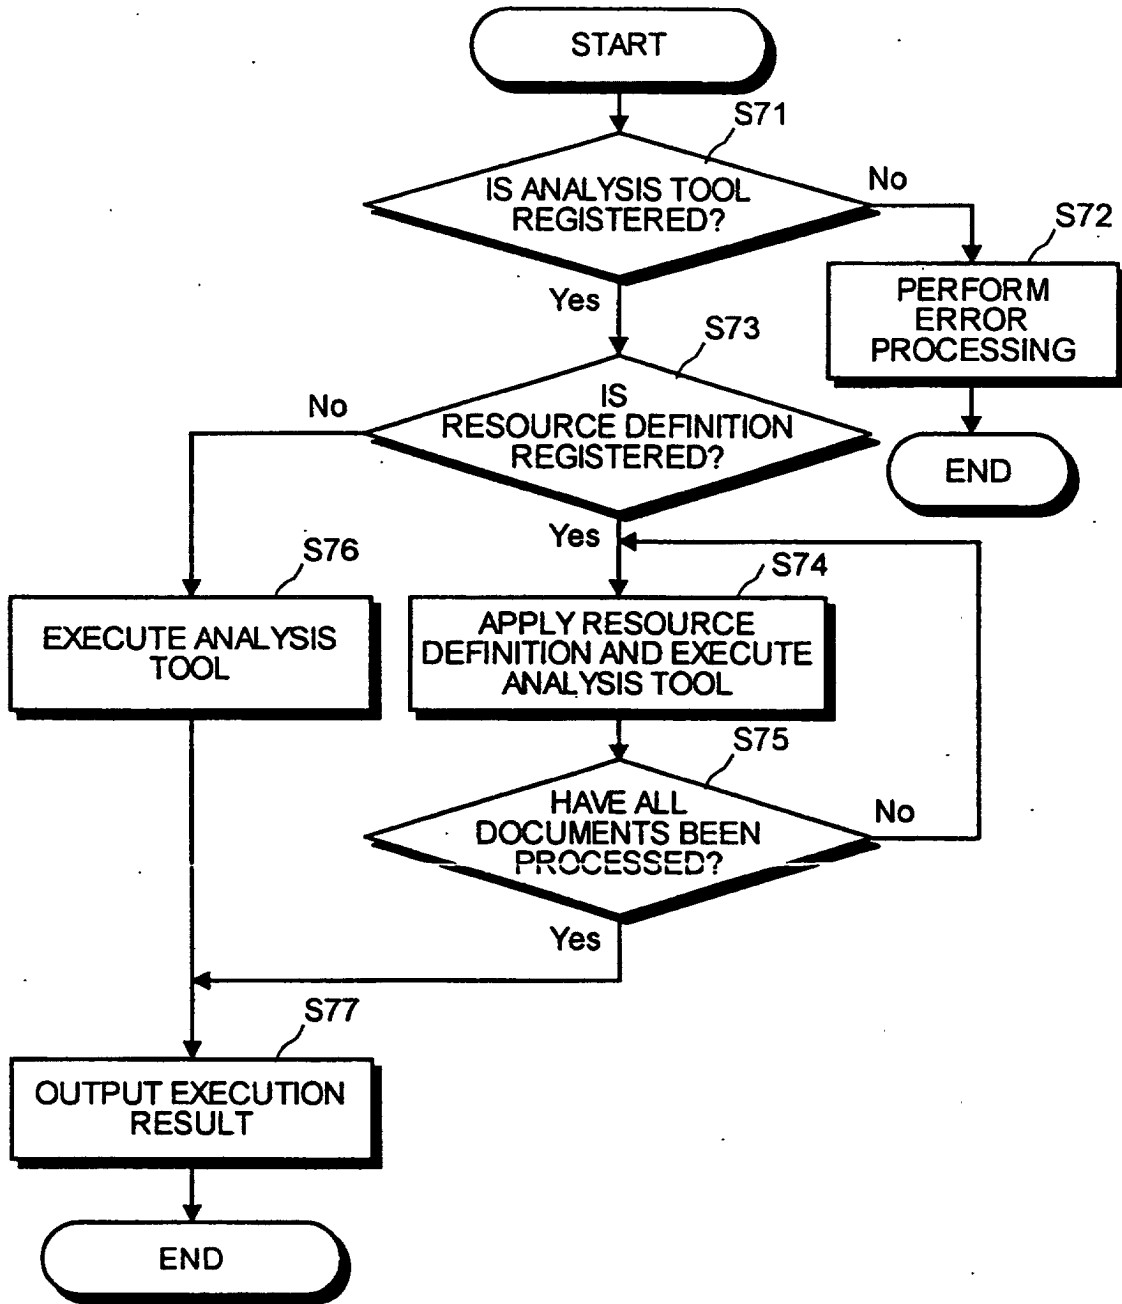 START
S71
IS ANALYSIS TOOL
REGISTERED?
No
S72
PERFORM
ERROR
PROCESSING
END
Yes
S73
IS
RESOURCE DEFINITION
REGISTERED?
No
Yes
S76
EXECUTE ANALYSIS
TOOL
S74
APPLY RESOURCE
DEFINITION AND EXECUTE
ANALYSIS TOOL
S75
HAVE ALL
DOCUMENTS BEEN
PROCESSED?
No
Yes
S77
OUTPUT EXECUTION
RESULT
END